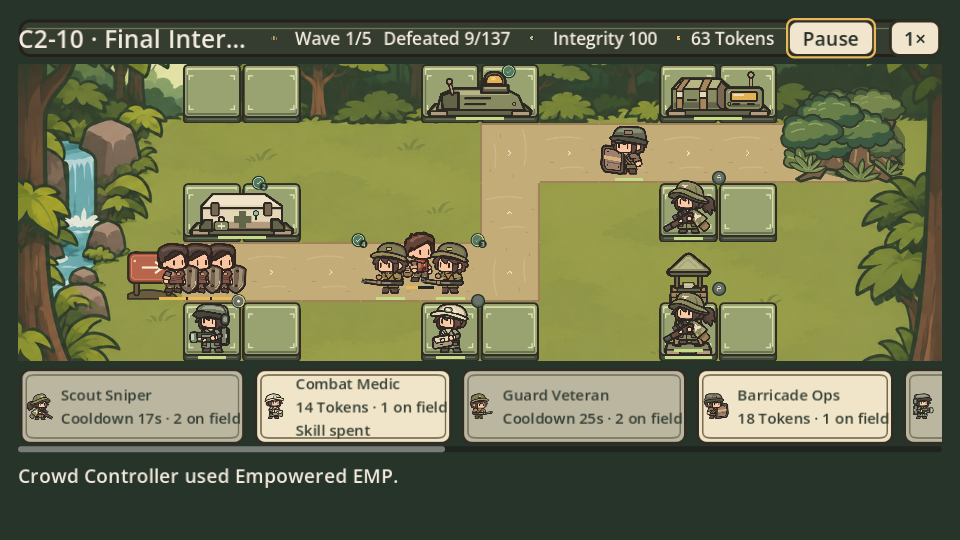 C2-10 · Final Inter...
Wave 1/5 Defeated 9/137
Integrity 100
63 Tokens
Pause
1×
Scout Sniper
Cooldown 17s · 2 on field
Combat Medic
14 Tokens · 1 on field
Skill spent
Guard Veteran
Cooldown 25s · 2 on field
Barricade Ops
18 Tokens · 1 on field
Crowd Controller used Empowered EMP.